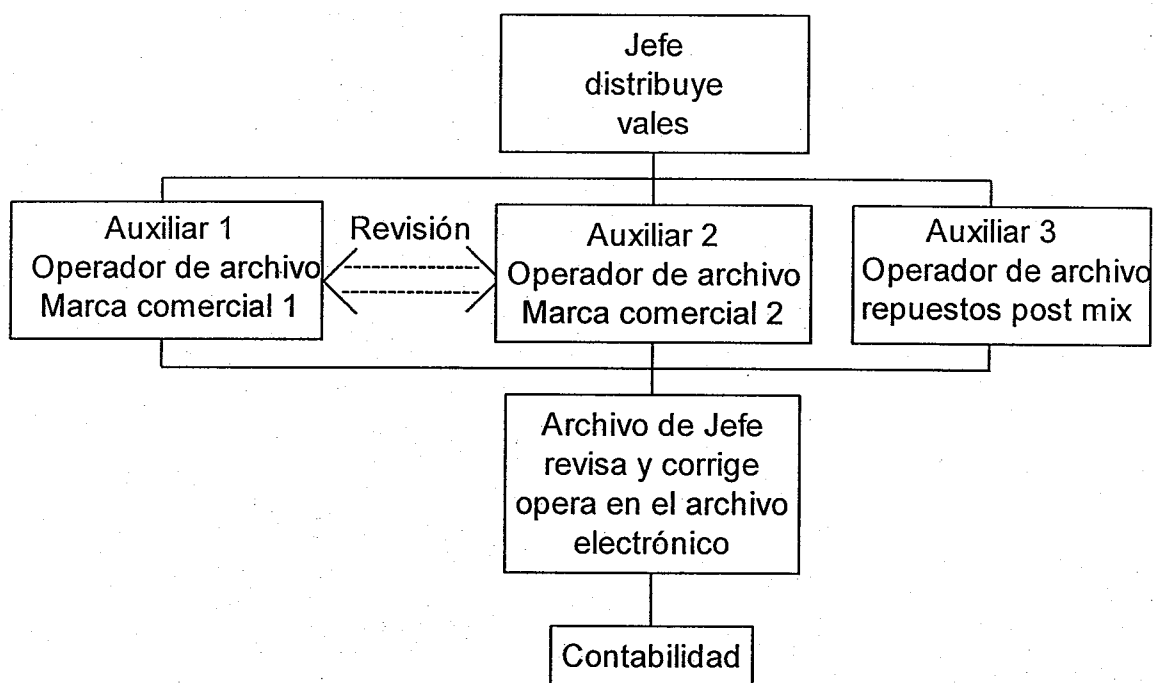 Jefe
distribuye
vales
Auxiliar 1
Operador de archivo
Marca comercial 1
Revisión
Auxiliar 2
Operador de archivo
Marca comercial 2
Auxiliar 3
Operador de archivo
repuestos post mix
Archivo de Jefe
revisa y corrige
opera en el archivo
electrónico
Contabilidad